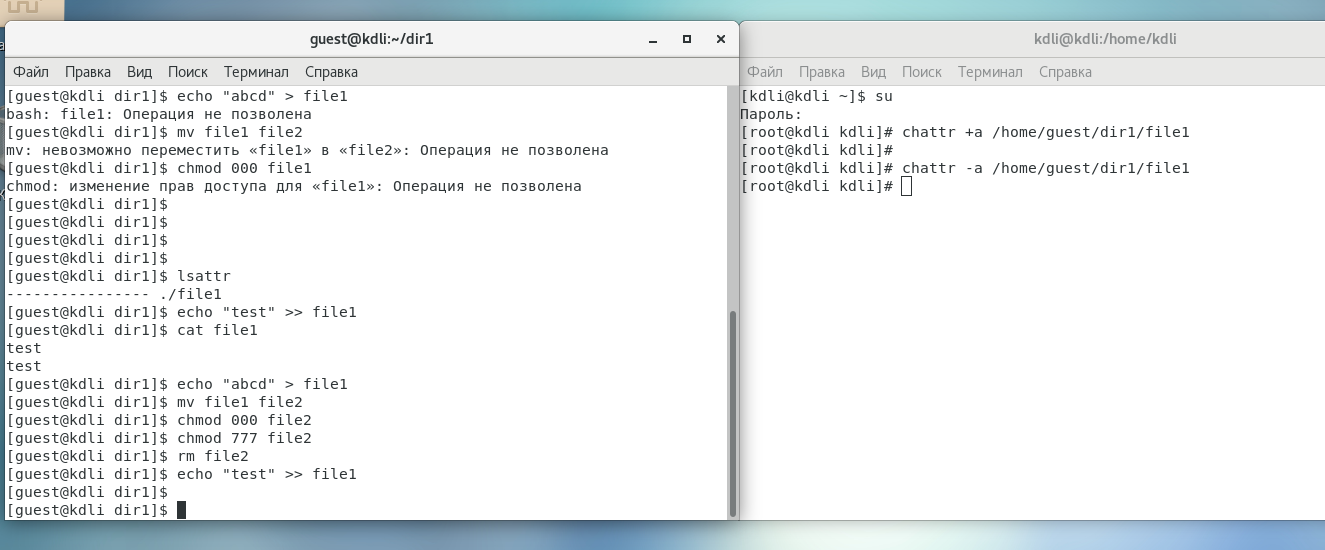 guest@kdli:~/dir1
Файл Правка Вид Поиск Терминал Справка
[guest@kdli dir1]$ echo "abcd" > file1
bash: file1: Операция не позволена
[guest@kdli dir1]$ mv file1 file2
mv: невозможно переместить «file1» в «file2»: Операция не позволена
[guest@kdli dir1]$ chmod 000 file1
chmod: изменение прав доступа для «file1»: Операция не позволена
[guest@kdli dir1]$
[guest@kdli dir1]$
[guest@kdli dir1]$
[guest@kdli dir1]$
[guest@kdli dir1]$ lsattr
---------------- ./file1
[guest@kdli dir1]$ echo "test" >> file1
[guest@kdli dir1]$ cat file1
test
test
[guest@kdli dir1]$ echo "abcd" > file1
[guest@kdli dir1]$ mv file1 file2
[guest@kdli dir1]$ chmod 000 file2
[guest@kdli dir1]$ chmod 777 file2
[guest@kdli dir1]$ rm file2
[guest@kdli dir1]$ echo "test" >> file1
[guest@kdli dir1]$
[guest@kdli dir1]$
kdli@kdli:/home/kdli
Файл Правка Вид Поиск Терминал Справка
[kdli@kdli ~]$ su
Пароль:
[root@kdli kdli]# chattr +a /home/guest/dir1/file1
[root@kdli kdli]#
[root@kdli kdli]# chattr -a /home/guest/dir1/file1
[root@kdli kdli]#